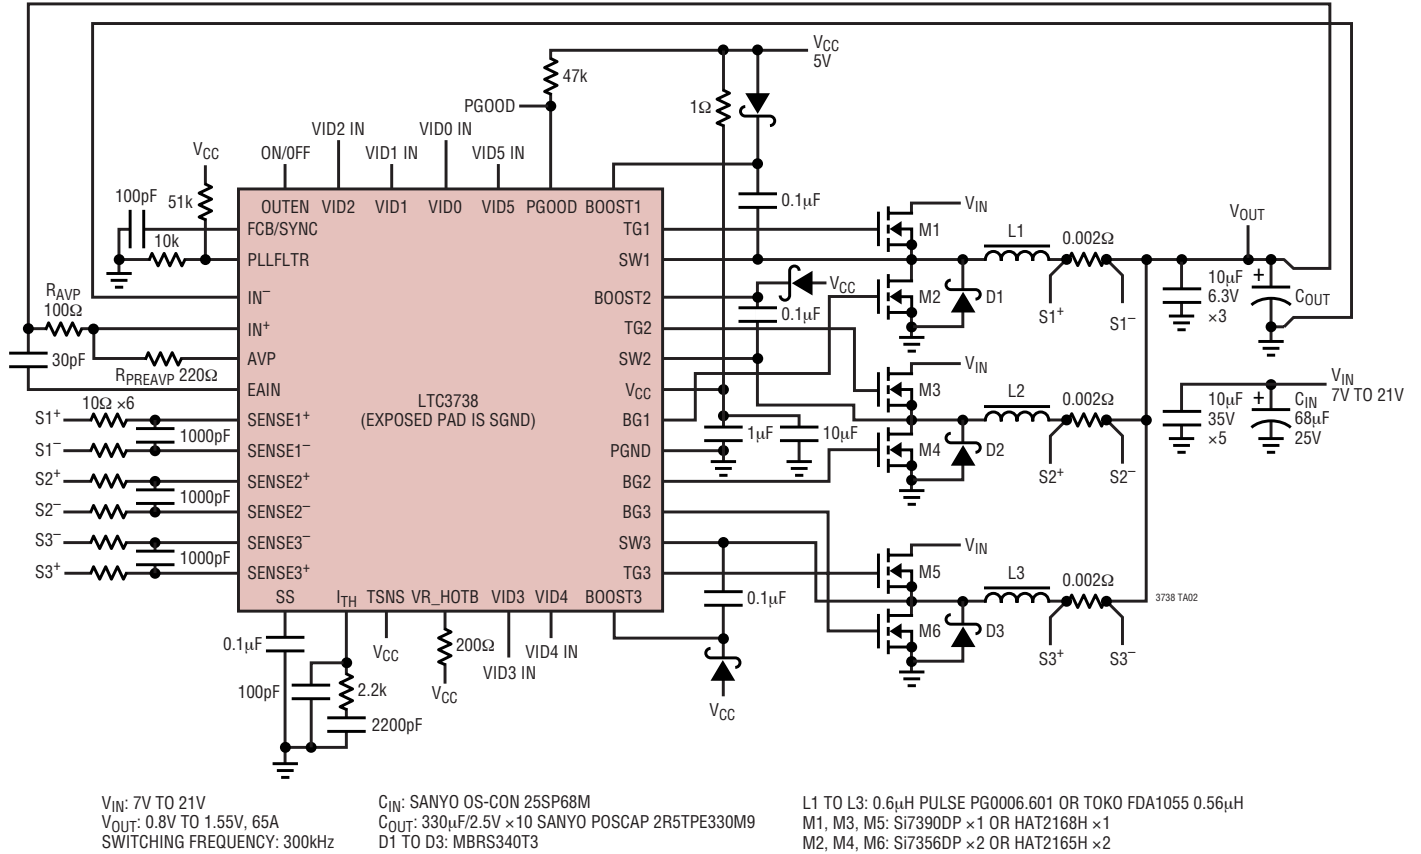 VCC
5V
47k
PGOOD
1Ω
VID2 IN
VID0 IN
VCC
ON/0FF
VID1 IN
VID5 IN
100pF
51k
10k
0.1µF
OUTEN VID2 VID1 VID0 VID5 PGOOD BOOST1
FCB/SYNC
PLLFLTR
IN–
IN+
AVP
EAIN
SENSE1+
SENSE1–
SENSE2+
SENSE2–
SENSE3–
SENSE3+
SS ITH TSNS VR_HOTB VID3 VID4 BOOST3
LTC3738
(EXPOSED PAD IS SGND)
TG1
SW1
BOOST2
TG2
SW2
VCC
BG1
PGND
BG2
BG3
SW3
TG3
RAVP
100Ω
30pF
RPREAVP 220Ω
10Ω ×6
S1+
S1–
S2+
S2–
S3–
S3+
1000pF
1000pF
1000pF
0.1µF
100pF
2.2k
2200pF
VCC
200Ω
VCC
VID3 IN
VID4 IN
0.1µF
VCC
VCC
0.1µF
1µF
10µF
VIN
M1
M2
D1
L1
0.002Ω
S1+
S1–
VIN
M3
M4
D2
L2
0.002Ω
S2+
S2–
VIN
M5
M6
D3
L3
0.002Ω
S3+
S3–
VOUT
10µF
6.3V
×3
+
COUT
VIN
7V TO 21V
10µF
35V
×5
+
CIN
68µF
25V
3738 TA02
VIN: 7V TO 21V
VOUT: 0.8V TO 1.55V, 65A
SWITCHING FREQUENCY: 300kHz
CIN: SANYO OS-CON 25SP68M
COUT: 330µF/2.5V ×10 SANYO POSCAP 2R5TPE330M9
D1 TO D3: MBRS340T3
L1 TO L3: 0.6µH PULSE PG0006.601 OR TOKO FDA1055 0.56µH
M1, M3, M5: Si7390DP ×1 OR HAT2168H ×1
M2, M4, M6: Si7356DP ×2 OR HAT2165H ×2